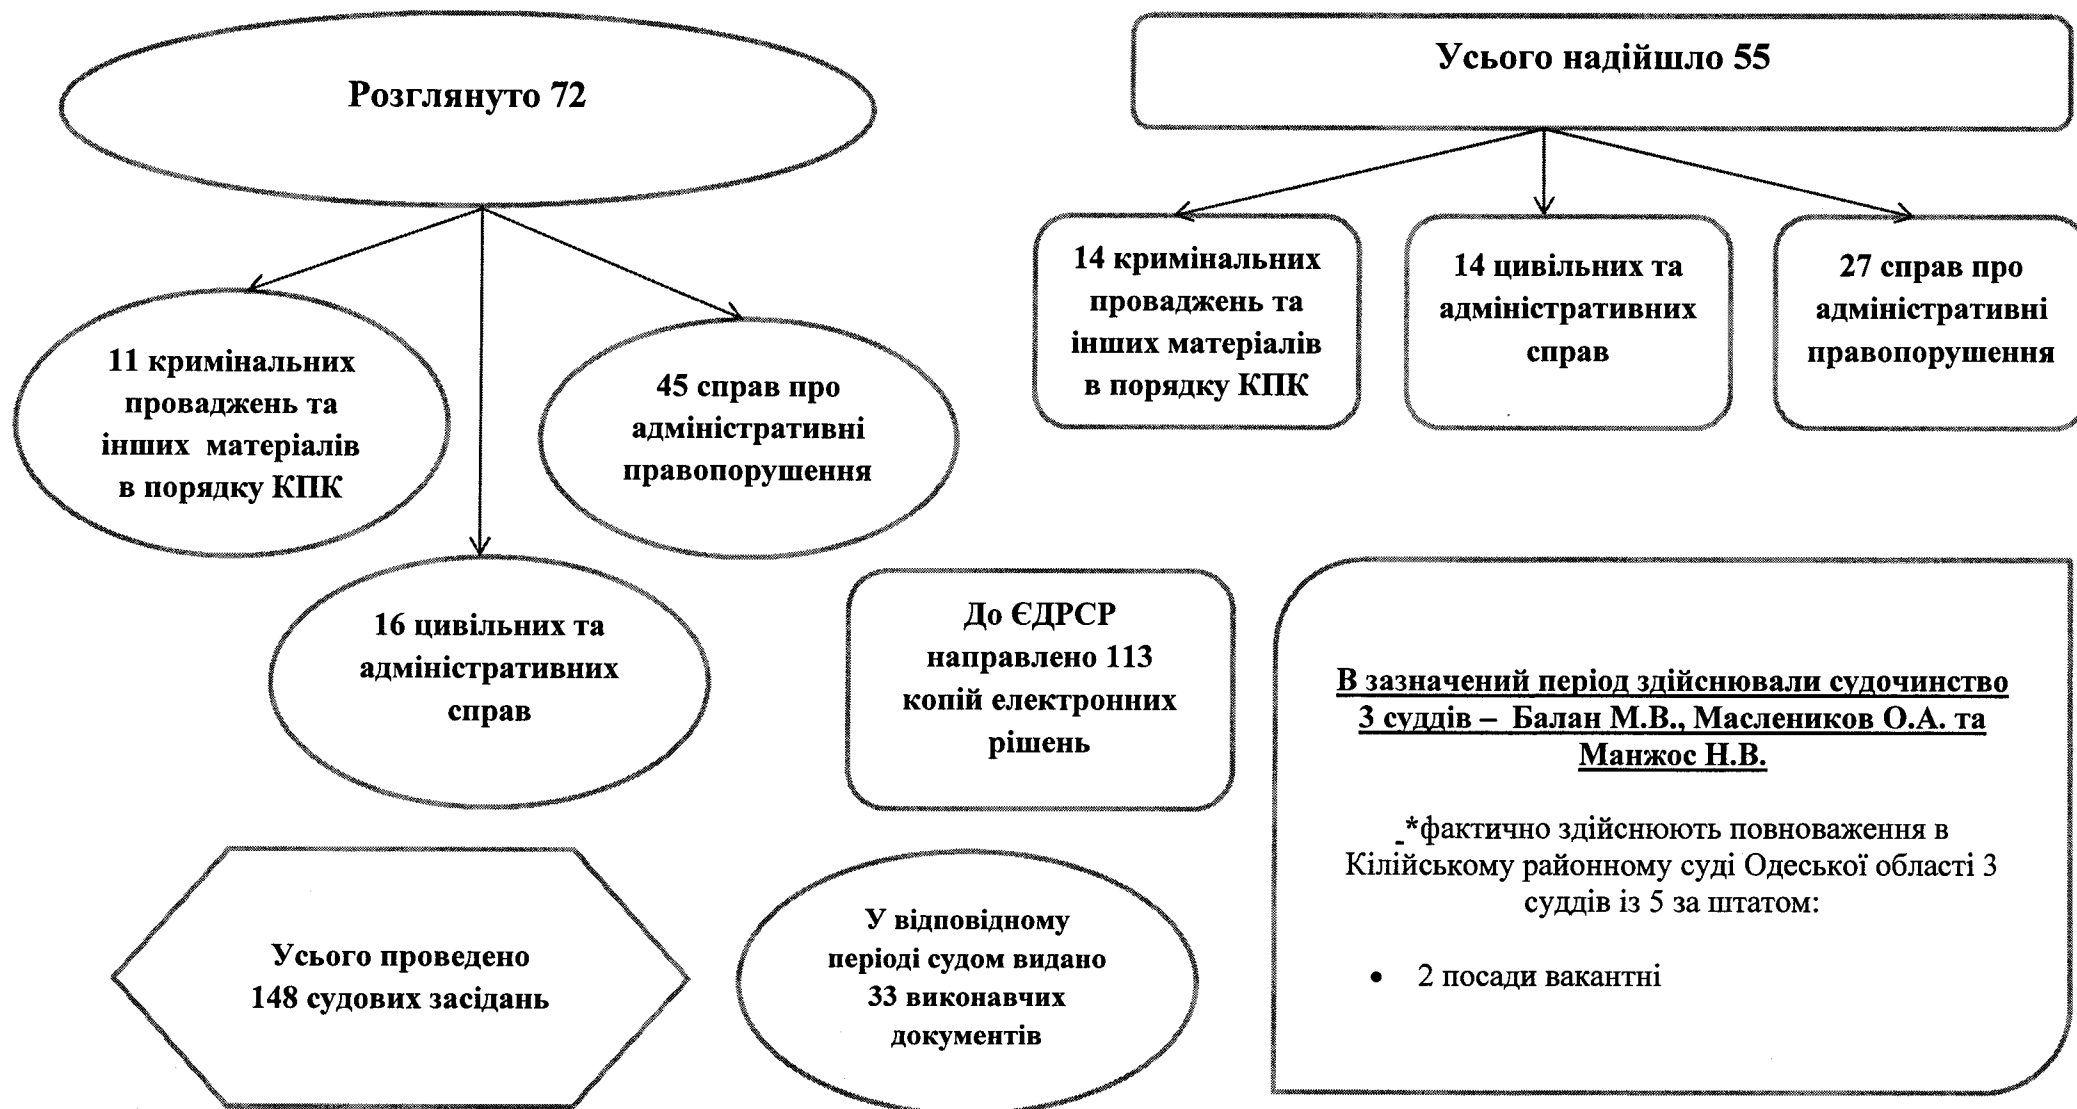 Розглянуто 72
Усього надійшло 55
11 кримінальних
проваджень та
інших матеріалів
в порядку КПК
45 справ про
адміністративні
правопорушення
16 цивільних та
адміністративних
справ
14 кримінальних
проваджень та
інших матеріалів
в порядку КПК
14 цивільних та
адміністративних
справ
27 справ про
адміністративні
правопорушення
До ЄДРСР
направлено 113
копій електронних
рішень
В зазначений період здійснювали судочинство
3 суддів – Балан М.В., Маслеников О.А. та
Манжос Н.В.
*фактично здійснюють повноваження в
Кілійському районному суді Одеської області 3
суддів із 5 за штатом:
• 2 посади вакантні
Усього проведено
148 судових засідань
У відповідному
періоді судом видано
33 виконавчих
документів